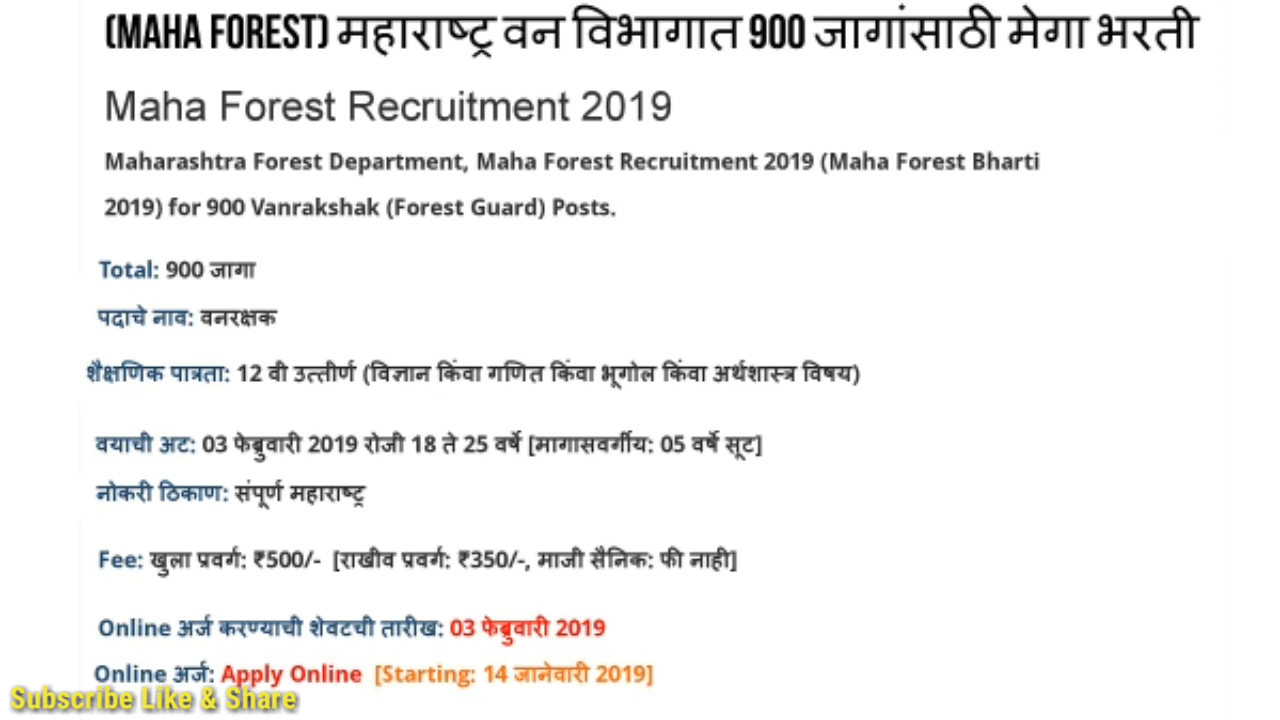 (MAHA FOREST) महाराष्ट्र वन विभागात 900 जागांसाठी मेगा भरती
Maha Forest Recruitment 2019
Maharashtra Forest Department, Maha Forest Recruitment 2019 (Maha Forest Bharti
2019) for 900 Vanrakshak (Forest Guard) Posts.
Total: 900 जागा
पदाचे नाव: वनरक्षक
शैक्षणिक पात्रता: 12 वी उत्तीर्ण (विज्ञान किंवा गणित किंवा भूगोल किंवा अर्थशास्त्र विषय)
वयाची अट: 03 फेब्रुवारी 2019 रोजी 18 ते 25 वर्षे [मागासवर्गीय: 05 वर्षे सूट]
नोकरी ठिकाण: संपूर्ण महाराष्ट्र
Fee: खुला प्रवर्ग: ₹500/- [राखीव प्रवर्ग: ₹350/-, माजी सैनिक: फी नाही]
Online अर्ज करण्याची शेवटची तारीख: 03 फेब्रुवारी 2019
Online अर्ज: Apply Online [Starting: 14 जानेवारी 2019]
Subscribe Like & Share